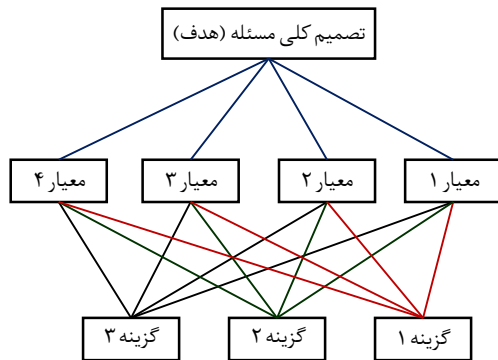 تصمیم کلی مسئله (هدف)
معیار ۱
معیار ۲
معیار ۳
معیار ۴
گزینه ۱
گزینه ۲
گزینه ۳